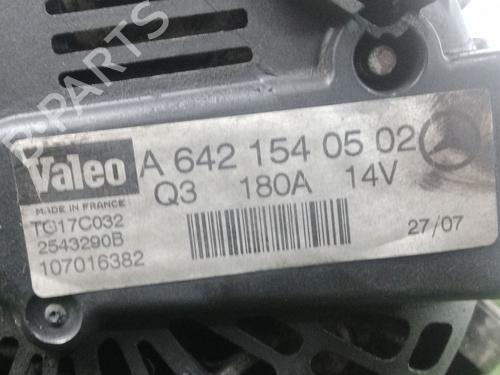 B-PARTS
Valeo
A 642 154 05 02
Q3 180A 14V
MADE IN FRANCE
TG17C032
2543290B
107016382
27/07